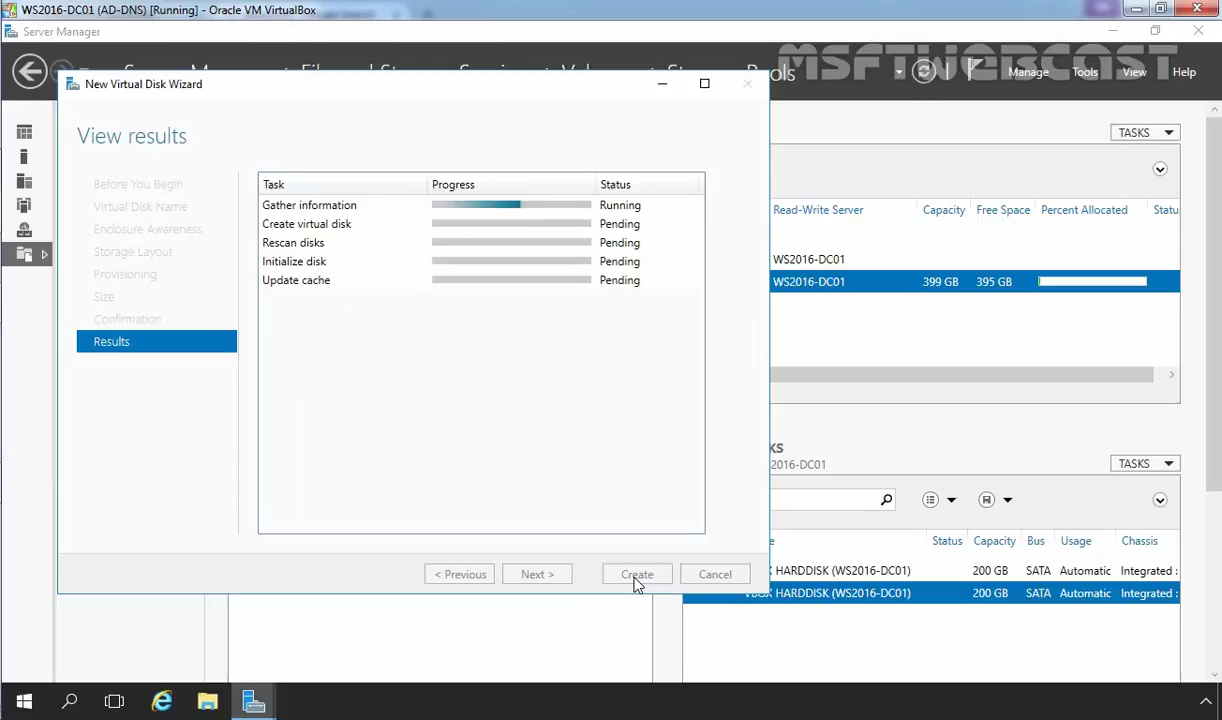 WS2016-DC01 (AD-DNS) [Running] - Oracle VM VirtualBox
Server Manager
MSFTWEBCAST
Manage Tools View Help
New Virtual Disk Wizard
View results
Before You Begin
Virtual Disk Name
Enclosure Awareness
Storage Layout
Provisioning
Size
Confirmation
Results
Task Progress Status
Gather information Running
Create virtual disk Pending
Rescan disks Pending
Initialize disk Pending
Update cache Pending
< Previous Next > Create Cancel
TASKS
Read-Write Server Capacity Free Space Percent Allocated Statu
WS2016-DC01
WS2016-DC01 399 GB 395 GB
KS
2016-DC01
TASKS
Status Capacity Bus Usage Chassis
X HARDDISK (WS2016-DC01) 200 GB SATA Automatic Integrated :
VBOX HARDDISK (WS2016-DC01) 200 GB SATA Automatic Integrated :